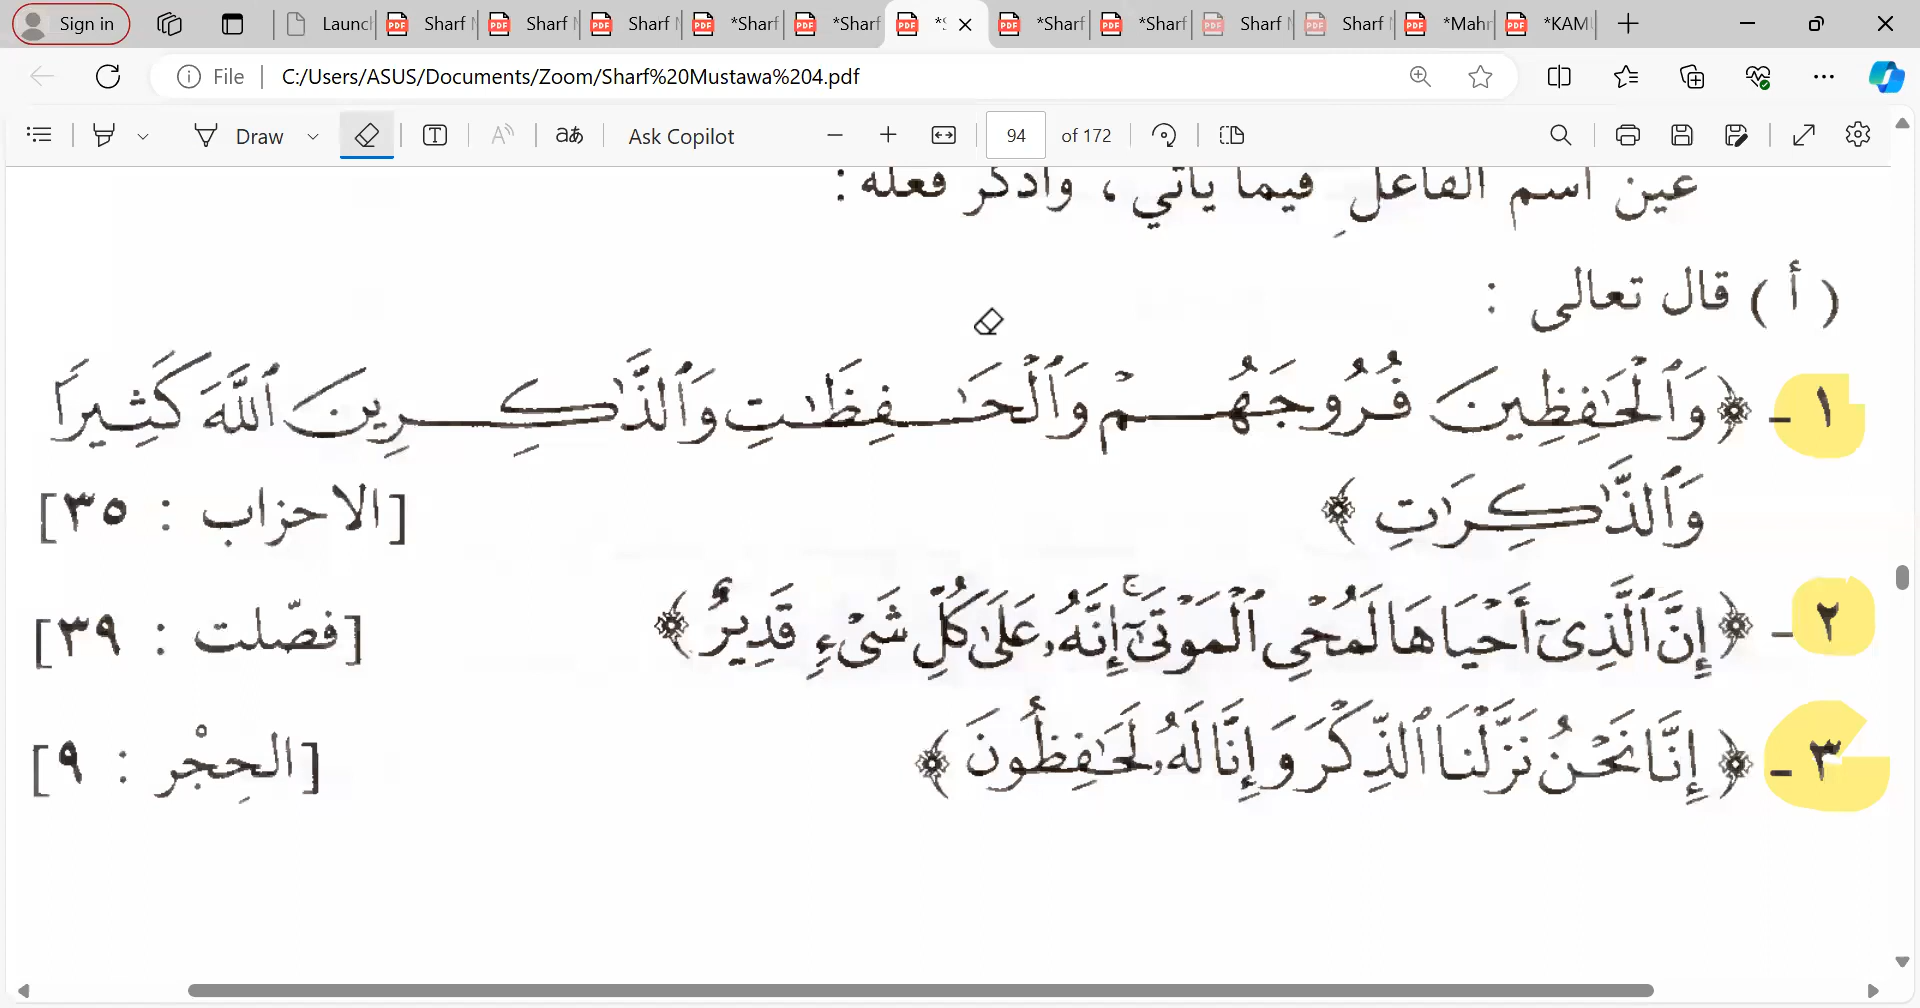 Sign in
Launc
Sharf
Sharf
Sharf
*Sharf
*Sharf
*Sharf
*Sharf
Sharf
Sharf
*Mahr
*KAM
File
C:/Users/ASUS/Documents/Zoom/Sharf%20Mustawa%204.pdf
Draw
Ask Copilot
94 of 172
عين اسم الفاعلِ فيما يأتي ، واذكر فعله :
( أ ) قال تعالى :
١ - ﴿ وَٱلْحَٰفِظِينَ فُرُوجَهُمْ وَٱلْحَٰفِظَٰتِ وَٱلذَّٰكِرِينَ ٱللَّهَ كَثِيرًا
وَٱلذَّٰكِرَٰتِ ﴾ [الاحزاب : ٣٥]
٢ - ﴿ إِنَّ ٱلَّذِىٓ أَحْيَاهَا لَمُحْىِ ٱلْمَوْتَىٰٓ ۚ إِنَّهُۥ عَلَىٰ كُلِّ شَىْءٍ قَدِيرٌ ﴾ [فصّلت : ٣٩]
٣ - ﴿ إِنَّا نَحْنُ نَزَّلْنَا ٱلذِّكْرَ وَإِنَّا لَهُۥ لَحَٰفِظُونَ ﴾ [الحِجْر : ٩]